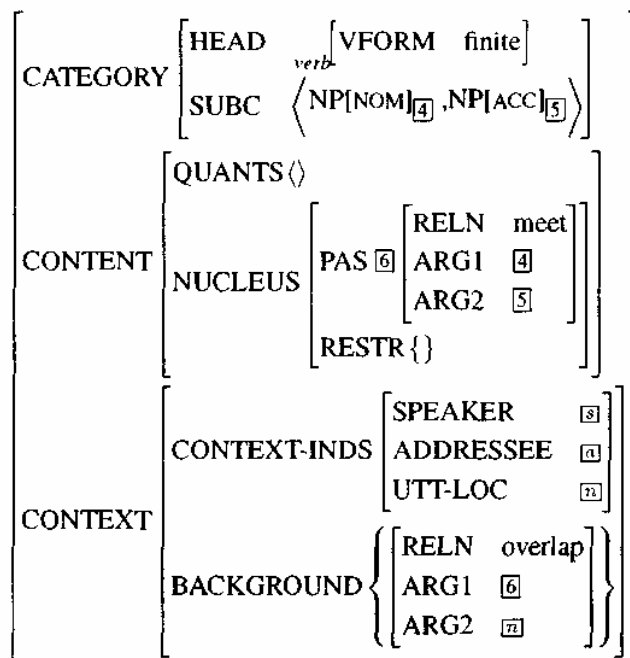 HEAD [VFORM finite]
verb
CATEGORY
SUBC ⟨NP[NOM]4 ,NP[ACC]5⟩
QUANTS⟨⟩
RELN meet
CONTENT NUCLEUS PAS 6 ARG1 4
ARG2 5
RESTR{}
SPEAKER s
CONTEXT-INDS ADDRESSEE a
UTT-LOC n
CONTEXT
RELN overlap
BACKGROUND ARG1 6
ARG2 n